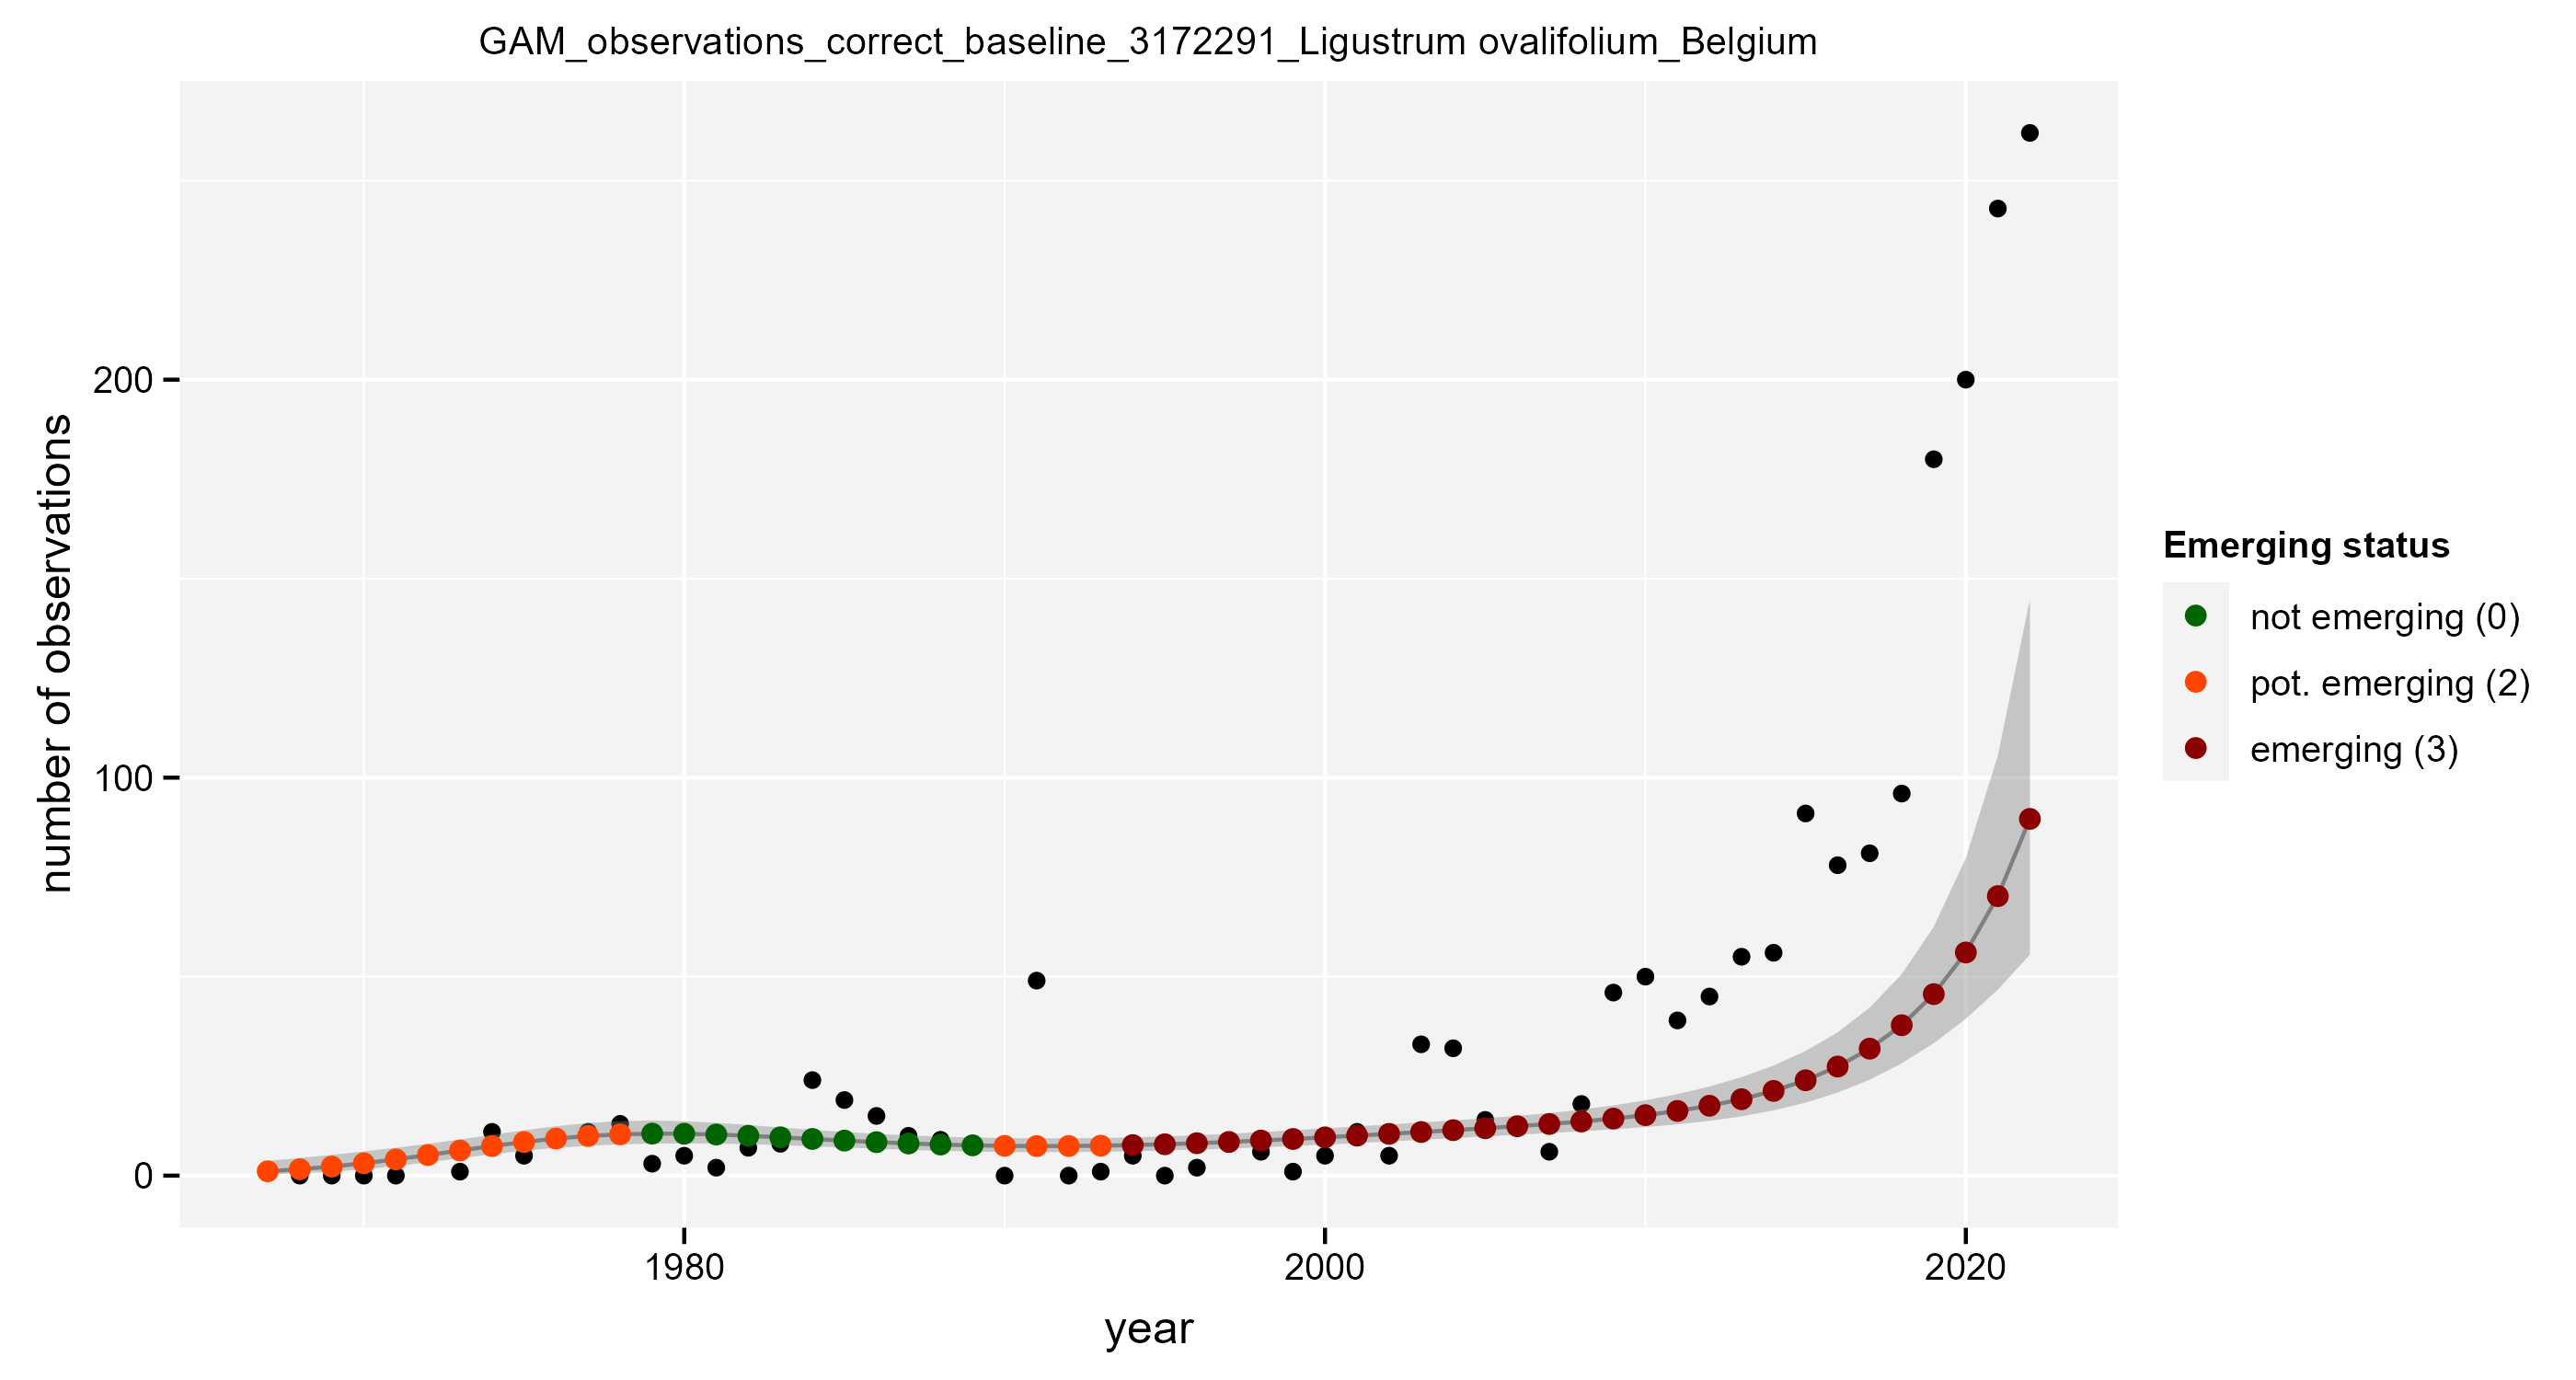 GAM_observations_correct_baseline_3172291_Ligustrum ovalifolium_Belgium
number of observations
200
100
0
1980
2000
2020
year
Emerging status
not emerging (0)
pot. emerging (2)
emerging (3)